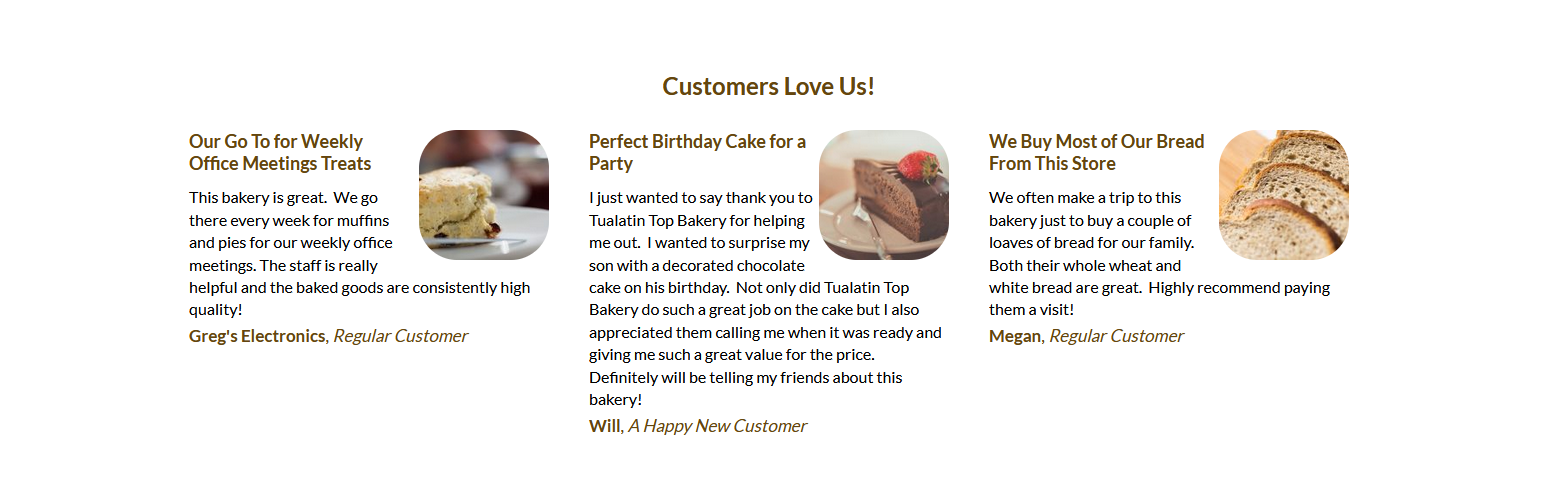 Customers Love Us!
Our Go To for Weekly
Office Meetings Treats
This bakery is great.  We go
there every week for muffins
and pies for our weekly office
meetings. The staff is really
helpful and the baked goods are consistently high
quality!
Greg's Electronics, Regular Customer
Perfect Birthday Cake for a
Party
I just wanted to say thank you to
Tualatin Top Bakery for helping
me out.  I wanted to surprise my
son with a decorated chocolate
cake on his birthday.  Not only did Tualatin Top
Bakery do such a great job on the cake but I also
appreciated them calling me when it was ready and
giving me such a great value for the price.
Definitely will be telling my friends about this
bakery!
Will, A Happy New Customer
We Buy Most of Our Bread
From This Store
We often make a trip to this
bakery just to buy a couple of
loaves of bread for our family.
Both their whole wheat and
white bread are great.  Highly recommend paying
them a visit!
Megan, Regular Customer